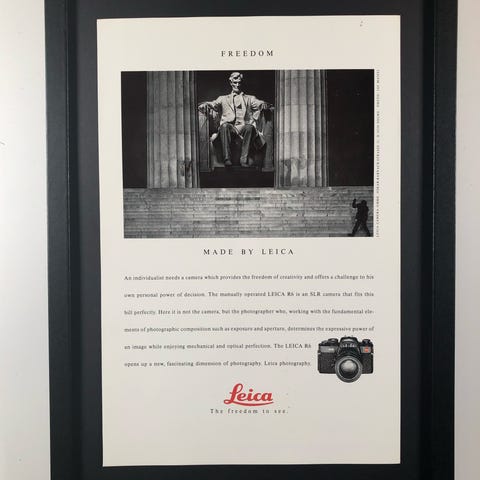 FREEDOM
MADE BY LEICA
An individualist needs a camera which provides the freedom of creativity and offers a challenge to his
own personal power of decision. The manually operated LEICA R6 is an SLR camera that fits this
bill perfectly. Here it is not the camera, but the photographer who, working with the fundamental ele-
ments of photographic composition such as exposure and aperture, determines the expressive power of
an image while enjoying mechanical and optical perfection. The LEICA R6
opens up a new, fascinating dimension of photography. Leica photography.
Leica
The freedom to see.